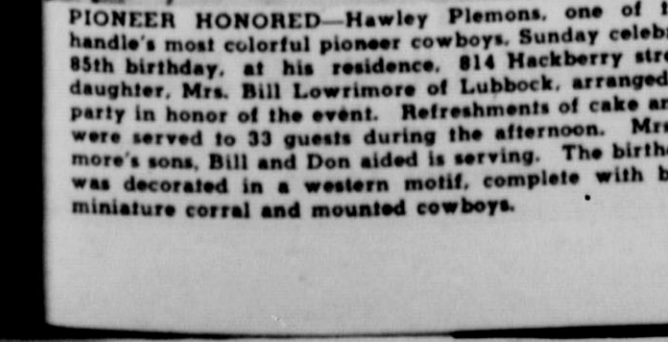 PIONEER HONORED—Hawley Plemons, one of
handle's most colorful pioneer cowboys, Sunday celeb
85th birthday, at his residence, 814 Hackberry stre
daughter, Mrs. Bill Lowrimore of Lubbock, arranged
party in honor of the event. Refreshments of cake an
were served to 33 guests during the afternoon. Mrs
more's sons, Bill and Don aided is serving. The birth
was decorated in a western motif, complete with b
miniature corral and mounted cowboys.